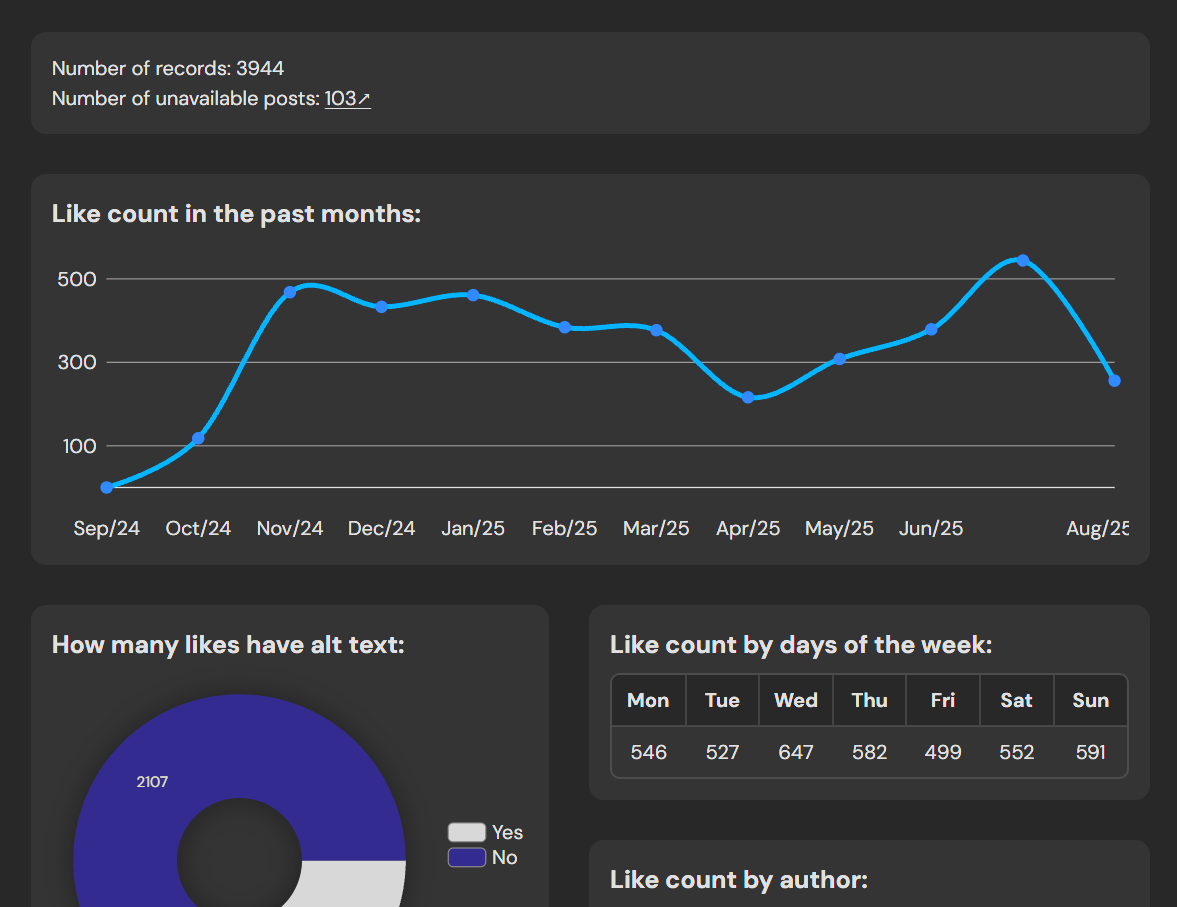 Number of records: 3944
Number of unavailable posts: 103↗
Like count in the past months:
500
300
100
Sep/24 Oct/24 Nov/24 Dec/24 Jan/25 Feb/25 Mar/25 Apr/25 May/25 Jun/25 Aug/25
How many likes have alt text:
2107
Yes
No
Like count by days of the week:
Mon Tue Wed Thu Fri Sat Sun
546 527 647 582 499 552 591
Like count by author: